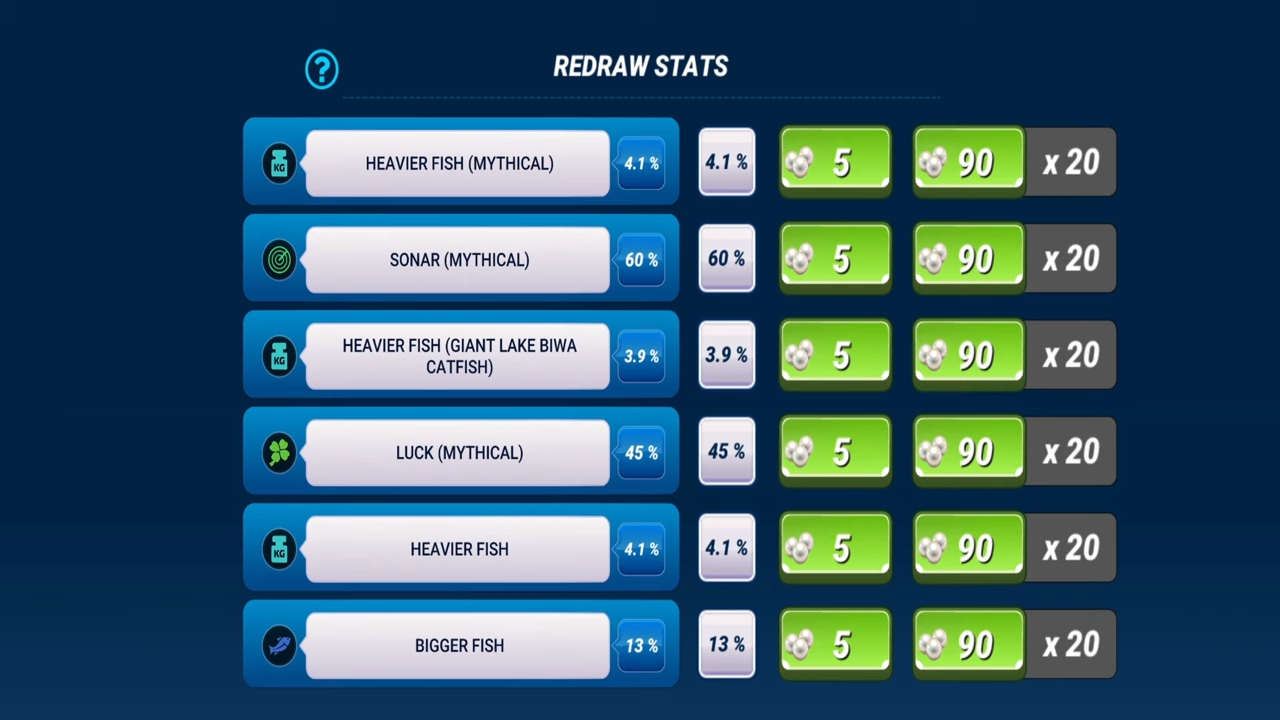 ?
REDRAW STATS
KG HEAVIER FISH (MYTHICAL) 4.1 % 4.1 % 5 90 x 20
SONAR (MYTHICAL) 60 % 60 % 5 90 x 20
KG HEAVIER FISH (GIANT LAKE BIWA
CATFISH) 3.9 % 3.9 % 5 90 x 20
LUCK (MYTHICAL) 45 % 45 % 5 90 x 20
KG HEAVIER FISH 4.1 % 4.1 % 5 90 x 20
BIGGER FISH 13 % 13 % 5 90 x 20